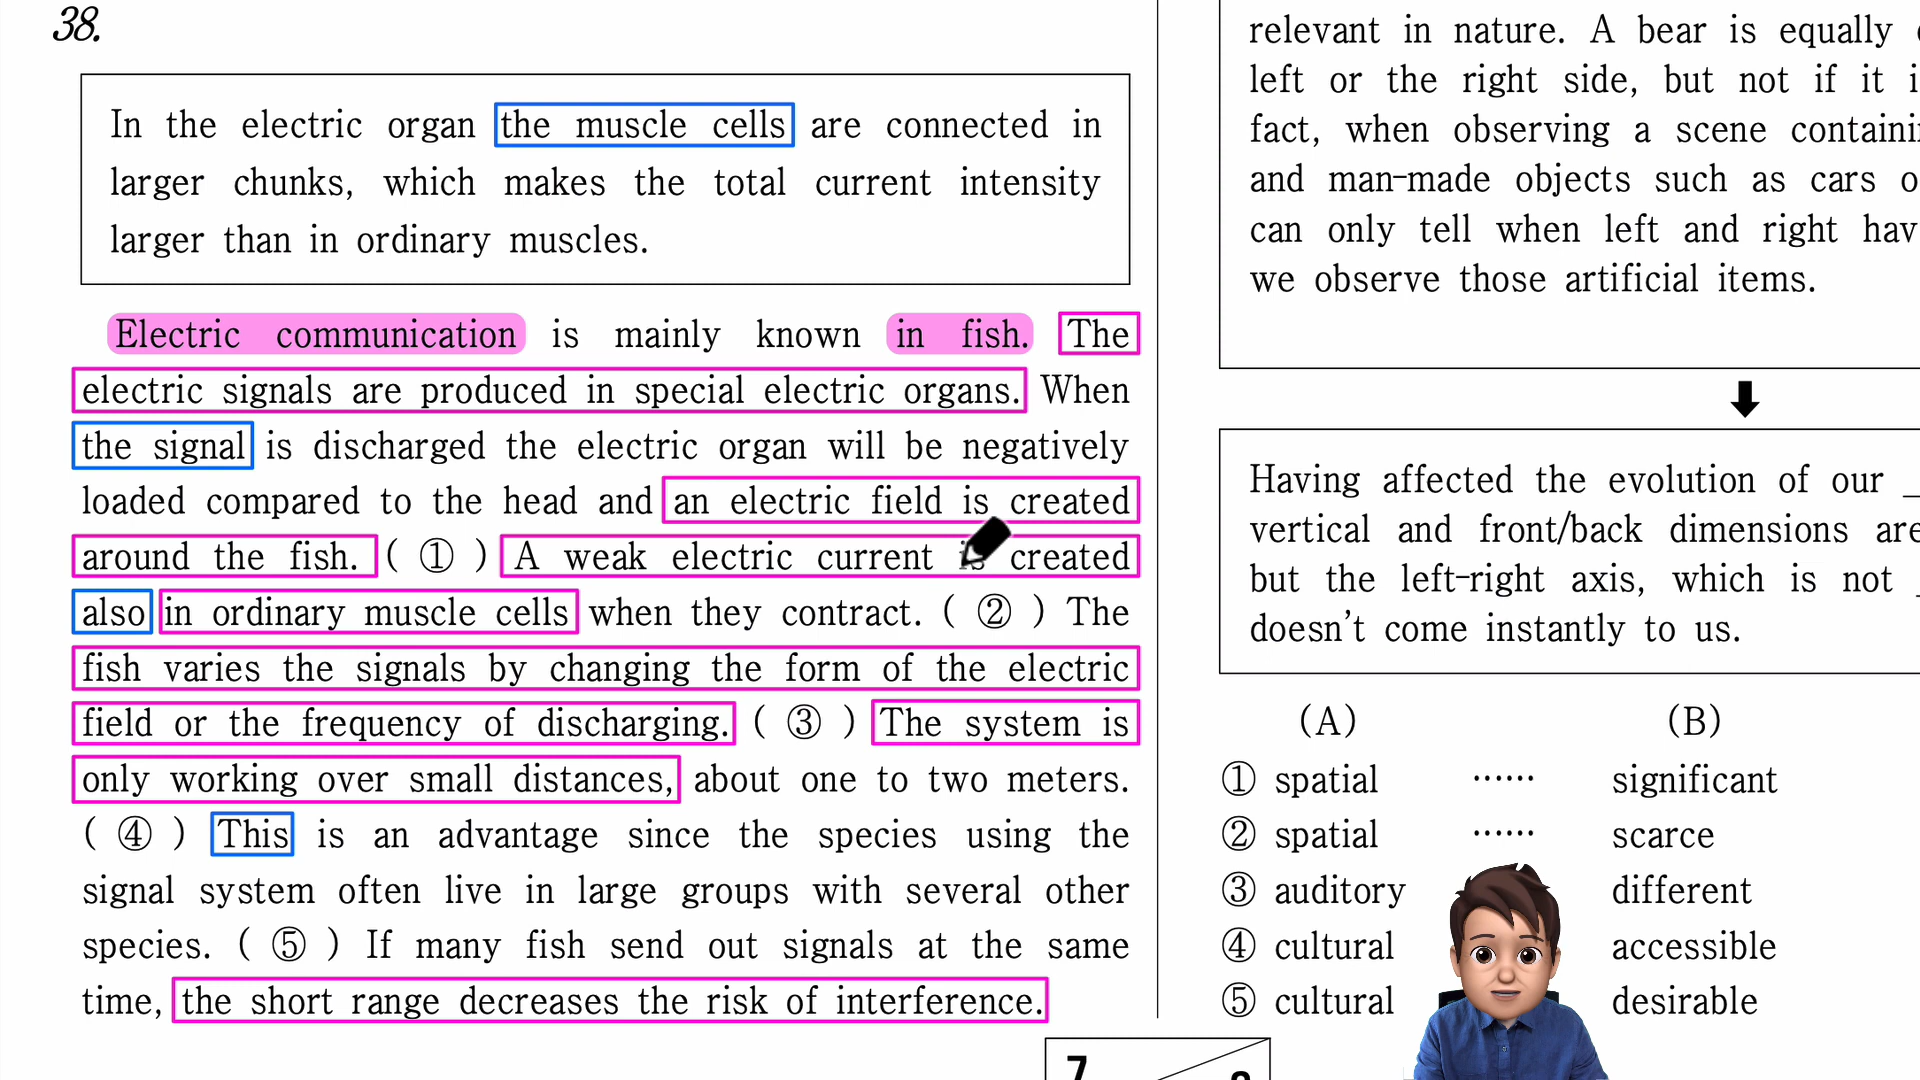 38.
In the electric organ the muscle cells are connected in
larger chunks, which makes the total current intensity
larger than in ordinary muscles.
Electric communication is mainly known in fish. The
electric signals are produced in special electric organs. When
the signal is discharged the electric organ will be negatively
loaded compared to the head and an electric field is created
around the fish. ( ① ) A weak electric current is created
also in ordinary muscle cells when they contract. ( ② ) The
fish varies the signals by changing the form of the electric
field or the frequency of discharging. ( ③ ) The system is
only working over small distances, about one to two meters.
( ④ ) This is an advantage since the species using the
signal system often live in large groups with several other
species. ( ⑤ ) If many fish send out signals at the same
time, the short range decreases the risk of interference.
relevant in nature. A bear is equally
left or the right side, but not if it
fact, when observing a scene
and man-made objects such as cars
can only tell when left and right
we observe those artificial items.
Having affected the evolution of our
vertical and front/back dimensions are
but the left-right axis, which is not
doesn't come instantly to us.
(A) (B)
① spatial ...... significant
② spatial ...... scarce
③ auditory different
④ cultural accessible
⑤ cultural desirable
7